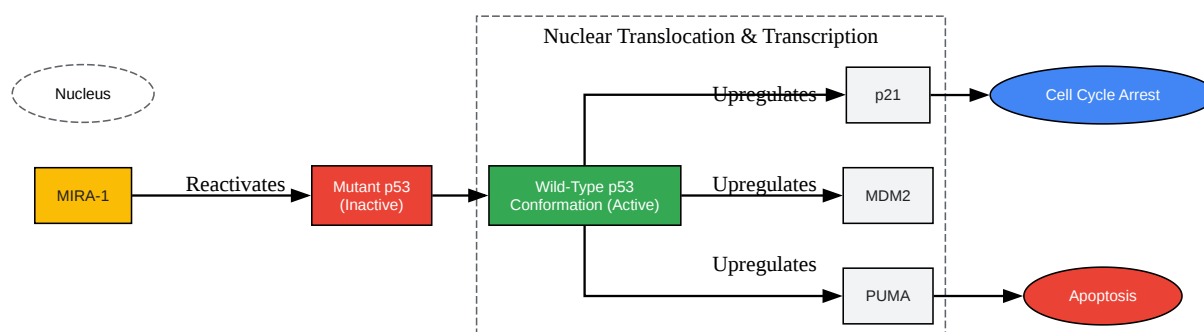 Nuclear Translocation & Transcription
Nucleus
Upregulates
p21
Cell Cycle Arrest
MIRA-1
Reactivates
Mutant p53
(Inactive)
Wild-Type p53
Conformation (Active)
Upregulates
MDM2
Upregulates
PUMA
Apoptosis